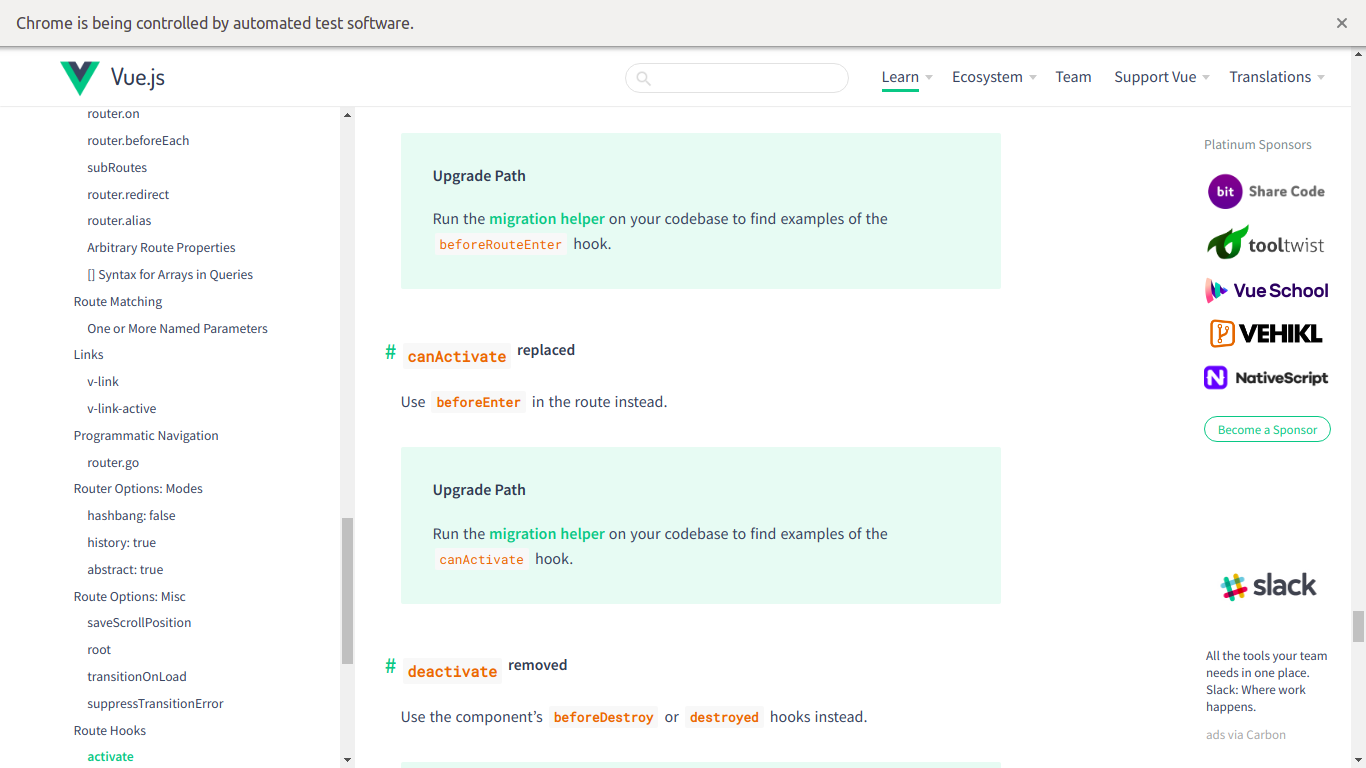 Chrome is being controlled by automated test software.
Vue.js
Learn
Ecosystem
Team
Support Vue
Translations
router.on
router.beforeEach
subRoutes
router.redirect
router.alias
Arbitrary Route Properties
[] Syntax for Arrays in Queries
Route Matching
One or More Named Parameters
Links
v-link
v-link-active
Programmatic Navigation
router.go
Router Options: Modes
hashbang: false
history: true
abstract: true
Route Options: Misc
saveScrollPosition
root
transitionOnLoad
suppressTransitionError
Route Hooks
activate
Upgrade Path
Run the migration helper on your codebase to find examples of the
beforeRouteEnter hook.
# canActivate replaced
Use beforeEnter in the route instead.
Upgrade Path
Run the migration helper on your codebase to find examples of the
canActivate hook.
# deactivate removed
Use the component’s beforeDestroy or destroyed hooks instead.
Platinum Sponsors
bit Share Code
tooltwist
Vue School
VEHIKL
N NativeScript
Become a Sponsor
slack
All the tools your team
needs in one place.
Slack: Where work
happens.
ads via Carbon